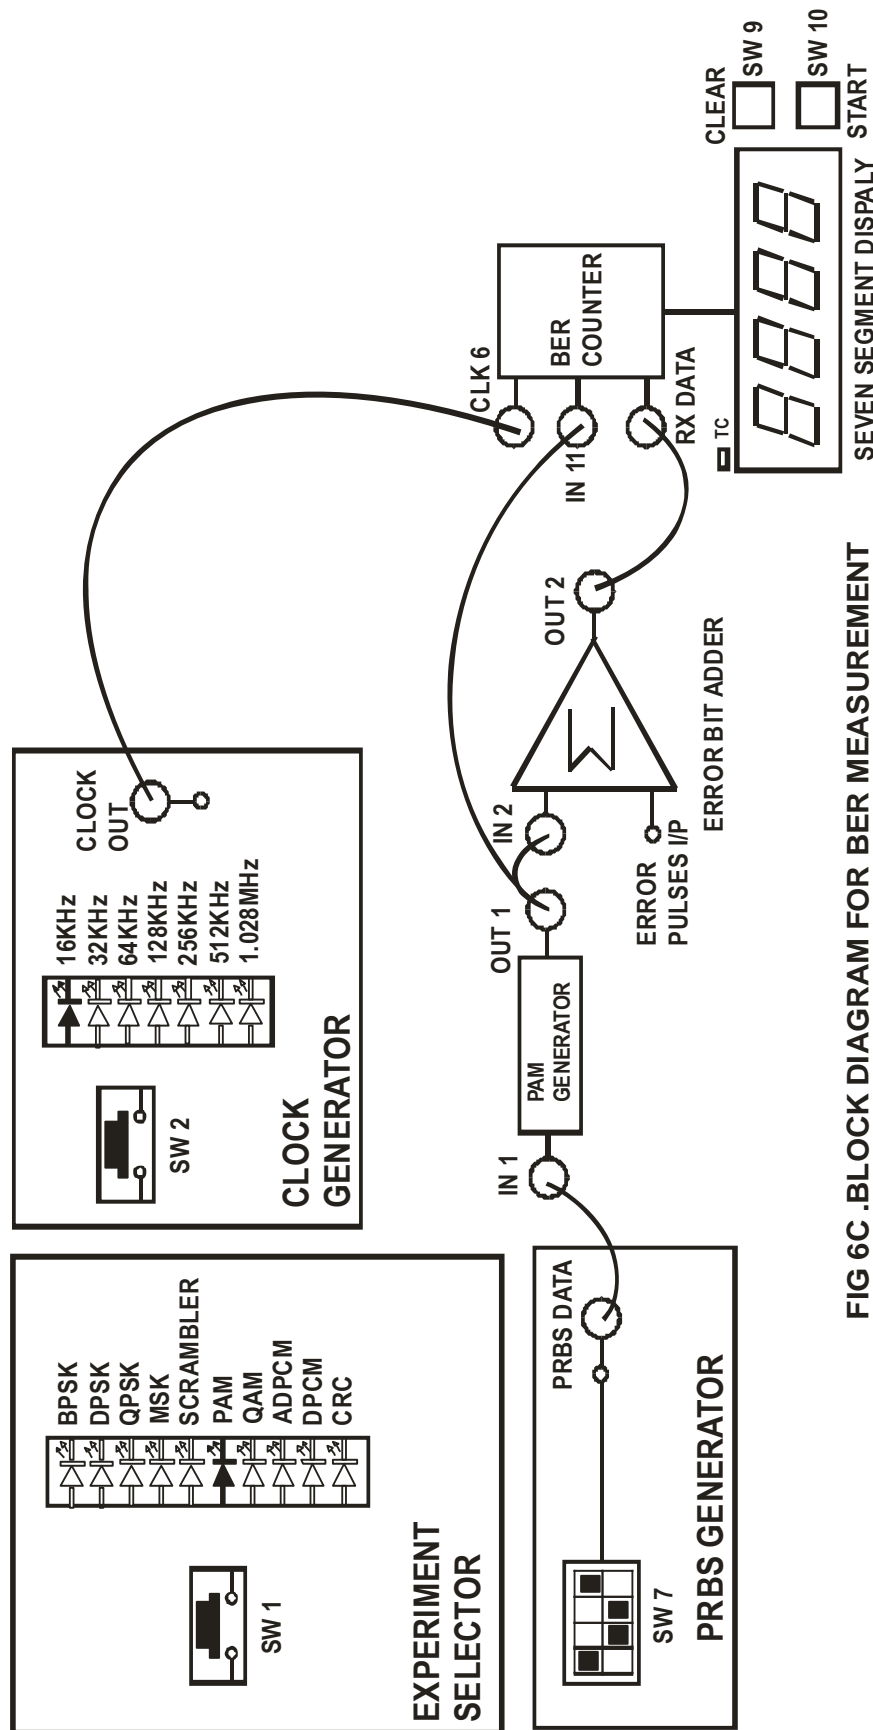 EXPERIMENT
SELECTOR
SW 1
BPSK
DPSK
QPSK
MSK
SCRAMBLER
PAM
QAM
ADPCM
DPCM
CRC
CLOCK
GENERATOR
SW 2
16KHz
32KHz
64KHz
128KHz
256KHz
512KHz
1.028MHz
CLOCK
OUT
PRBS GENERATOR
SW 7
PRBS DATA
IN 1
PAM
GENERATOR
OUT 1
IN 2
ERROR
PULSES I/P
ERROR BIT ADDER
Σ
OUT 2
CLK 6
IN 11
RX DATA
BER
COUNTER
TC
8888
SEVEN SEGMENT DISPALY
CLEAR
SW 9
SW 10
START
FIG 6C .BLOCK DIAGRAM FOR BER MEASUREMENT